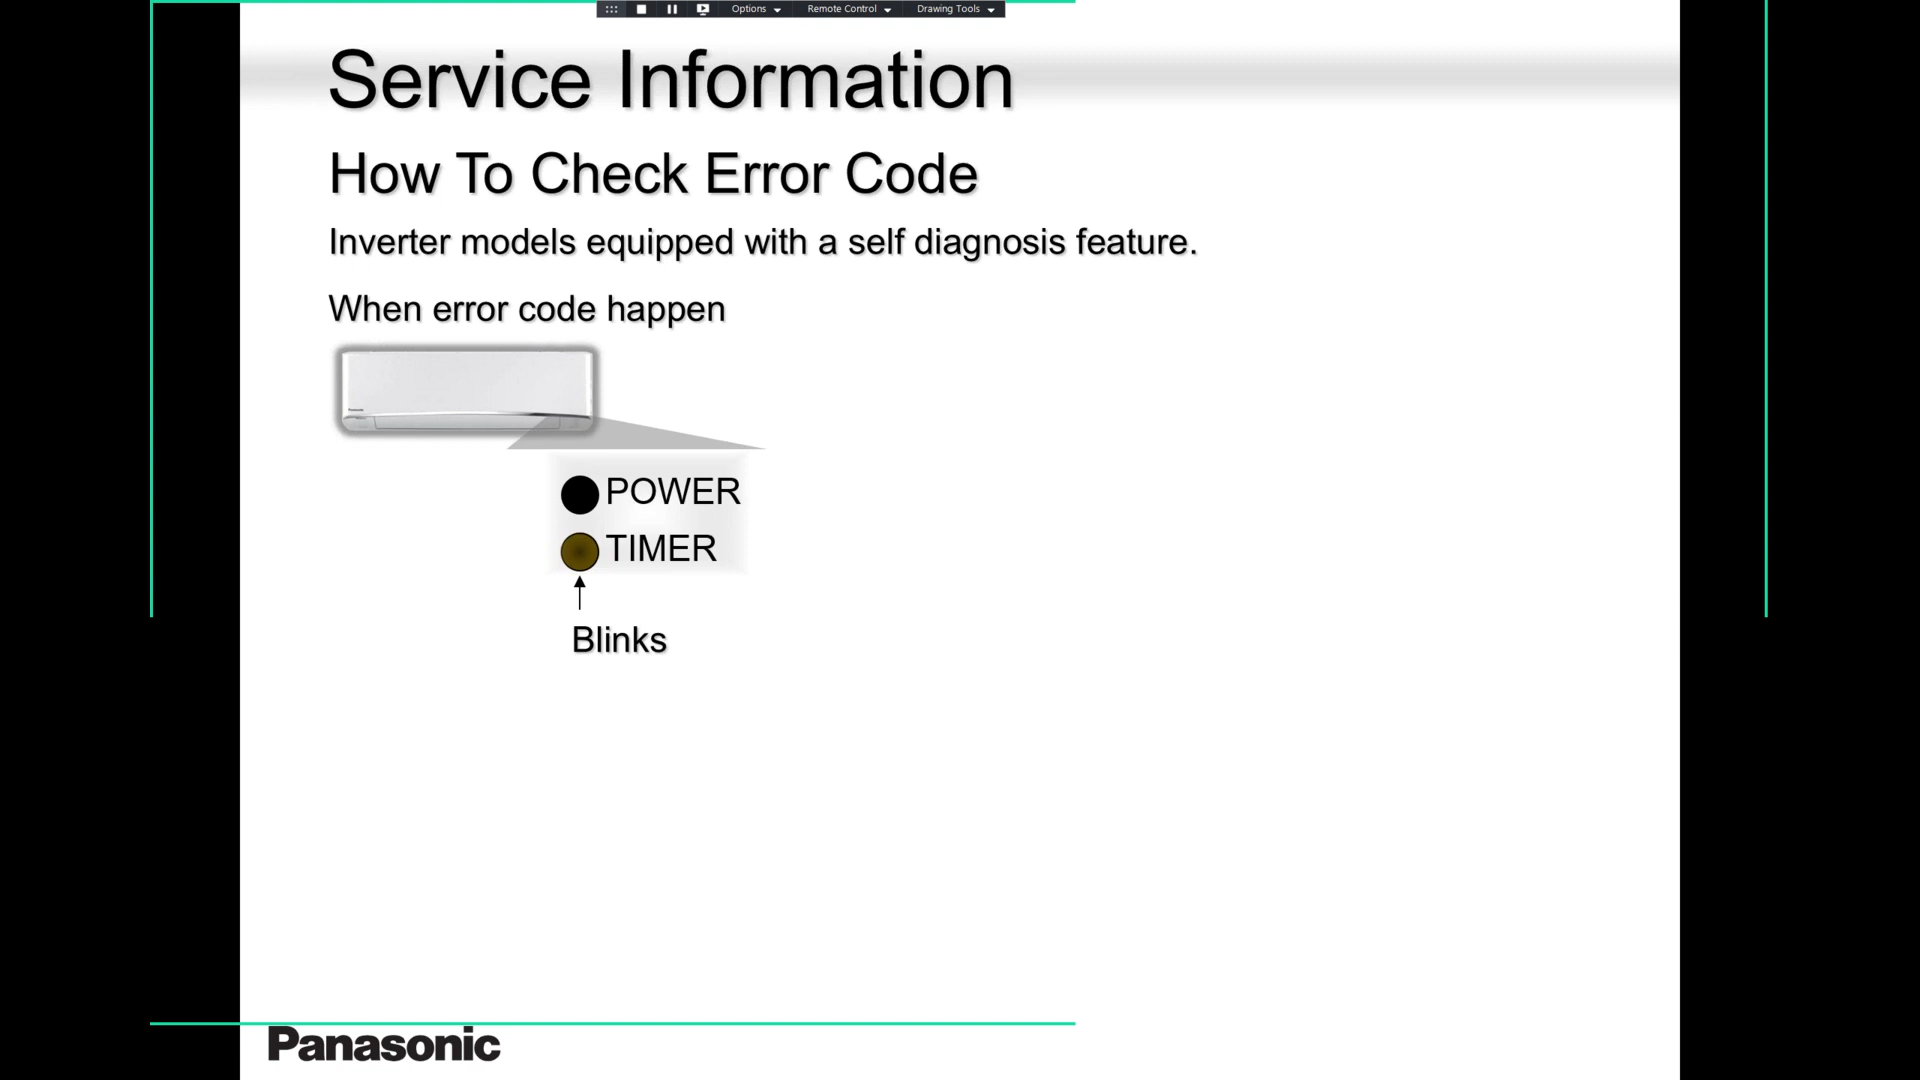 Options
Remote Control
Drawing Tools
Service Information
How To Check Error Code
Inverter models equipped with a self diagnosis feature.
When error code happen
Panasonic
POWER
TIMER
Blinks
Panasonic